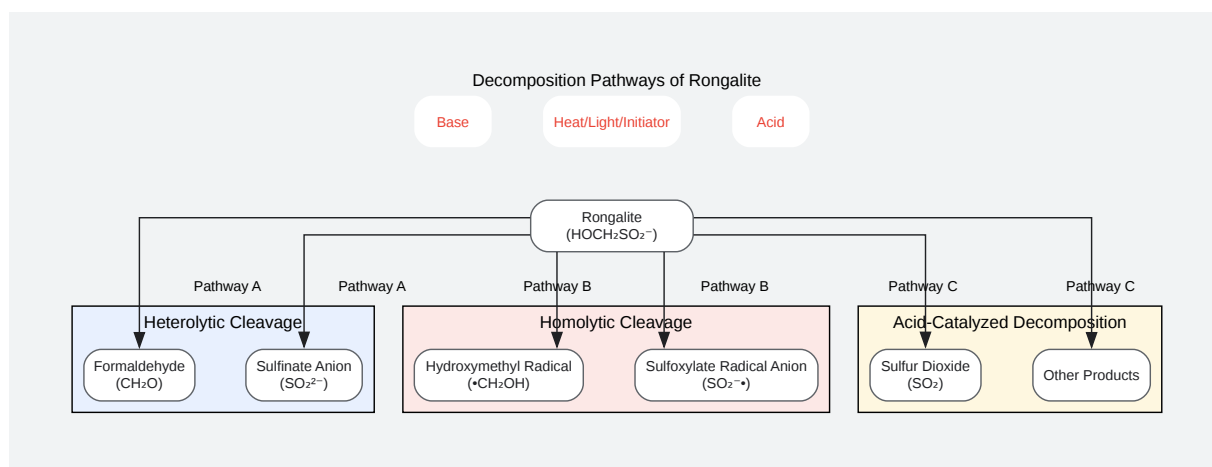 Decomposition Pathways of Rongalite
Base
Heat/Light/Initiator
Acid
Rongalite
(HOCH₂SO₂⁻)
Pathway A
Pathway A
Pathway B
Pathway B
Pathway C
Pathway C
Heterolytic Cleavage
Homolytic Cleavage
Acid-Catalyzed Decomposition
Formaldehyde
(CH₂O)
Sulfinate Anion
(SO₂²⁻)
Hydroxymethyl Radical
(•CH₂OH)
Sulfoxylate Radical Anion
(SO₂⁻•)
Sulfur Dioxide
(SO₂)
Other Products